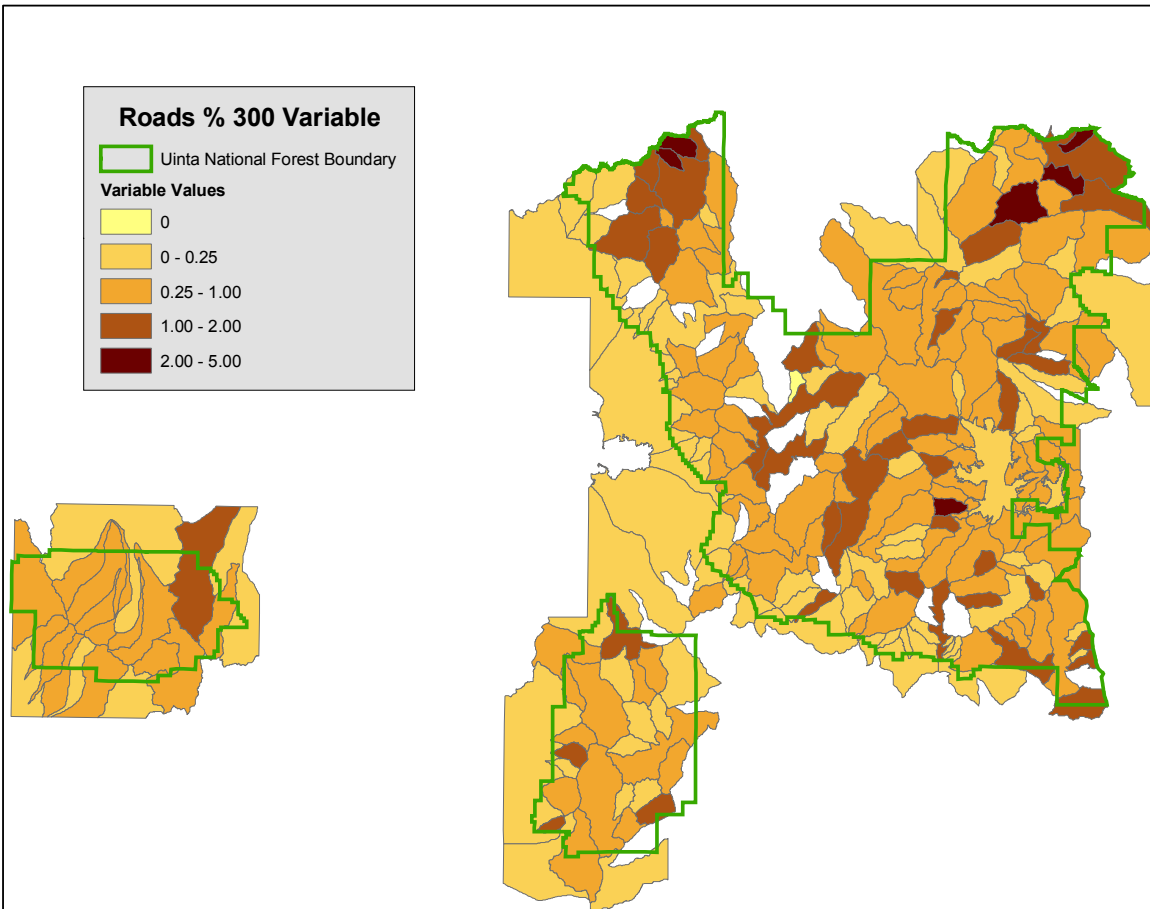 Roads % 300 Variable
Uinta National Forest Boundary
Variable Values
0
0 - 0.25
0.25 - 1.00
1.00 - 2.00
2.00 - 5.00